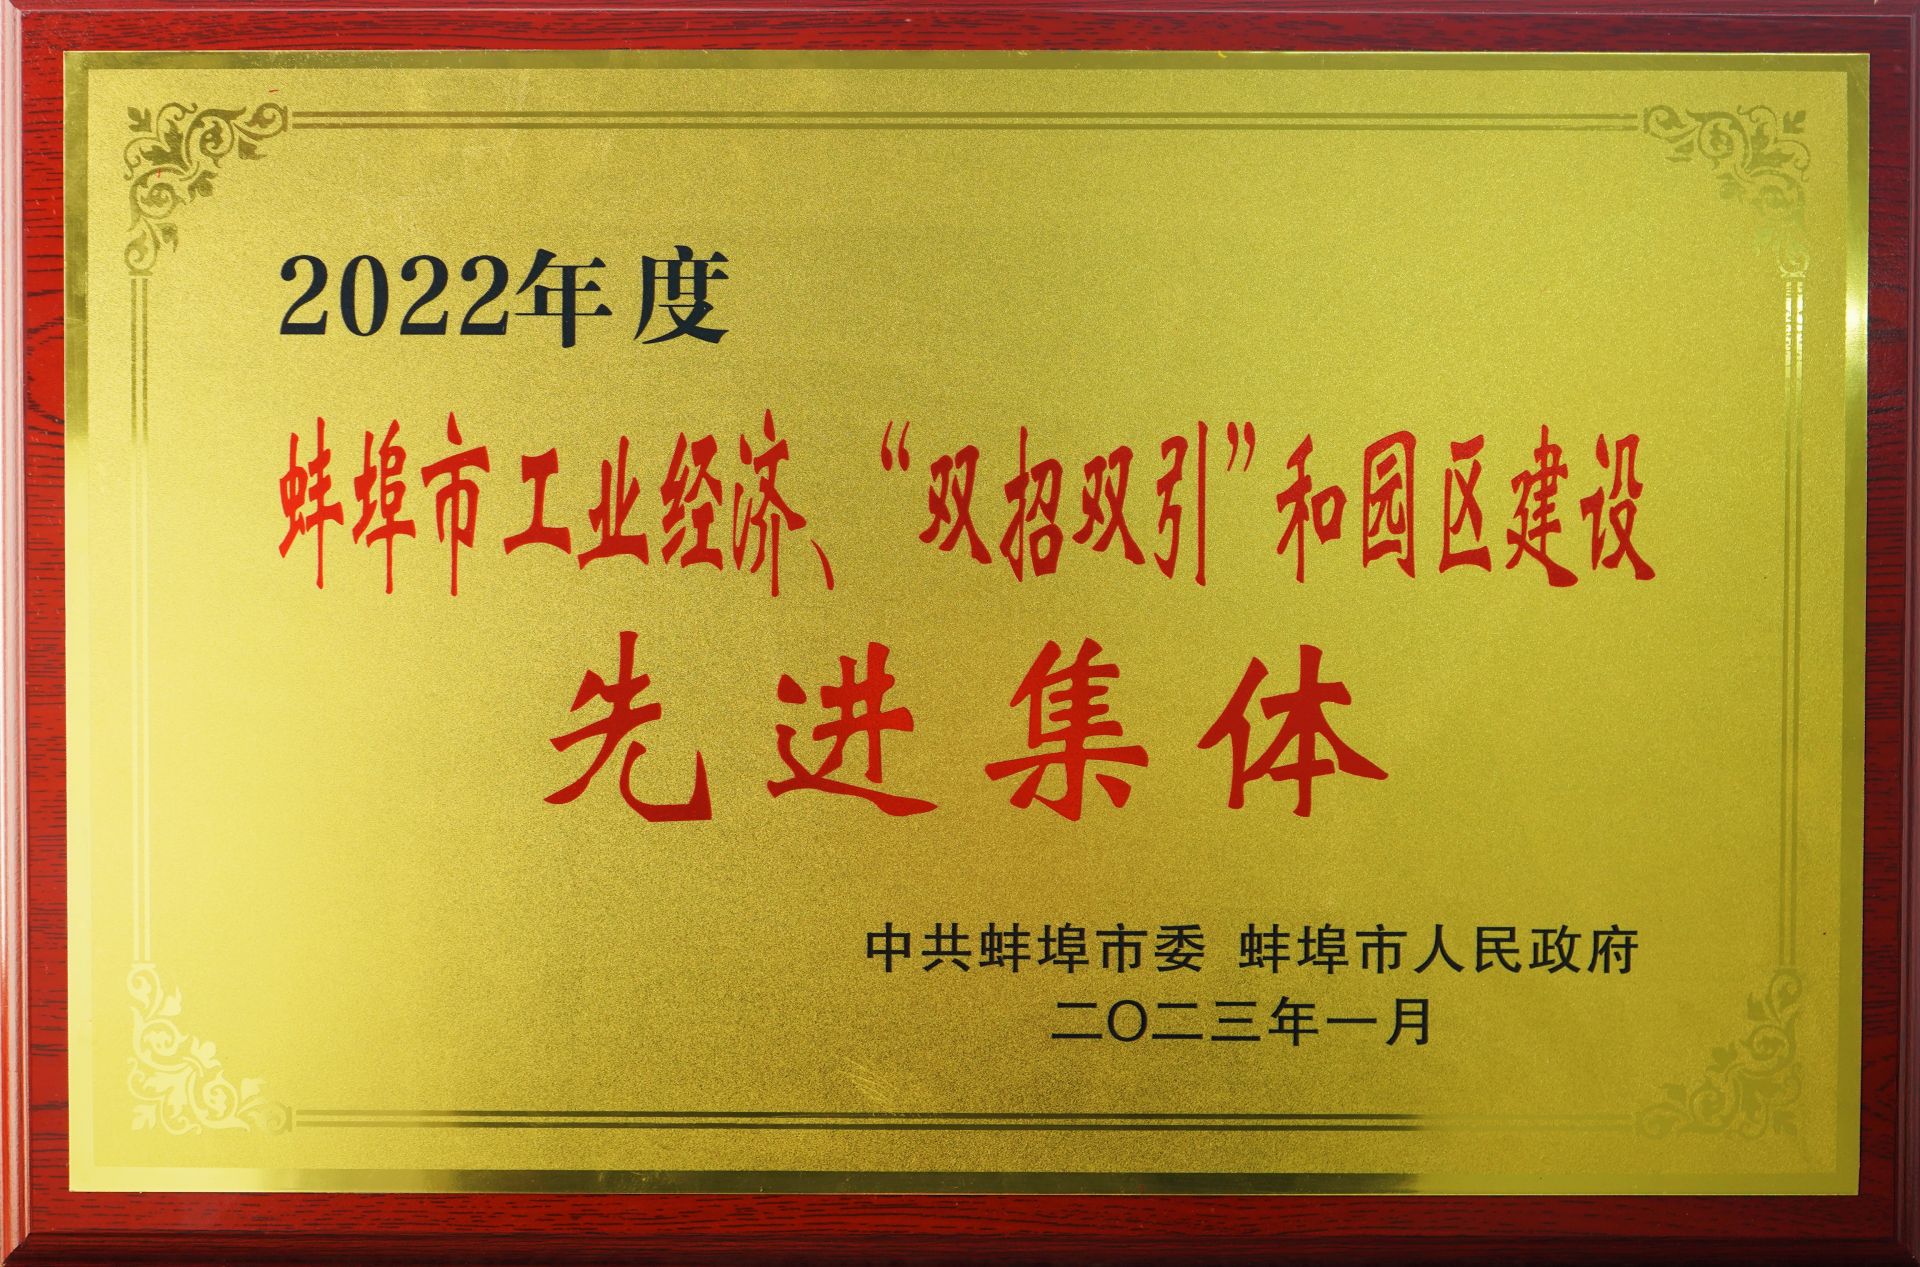 2022年度
蚌埠市工业经济、“双招双引”和园区建设
先进集体
中共蚌埠市委 蚌埠市人民政府
二〇二三年一月